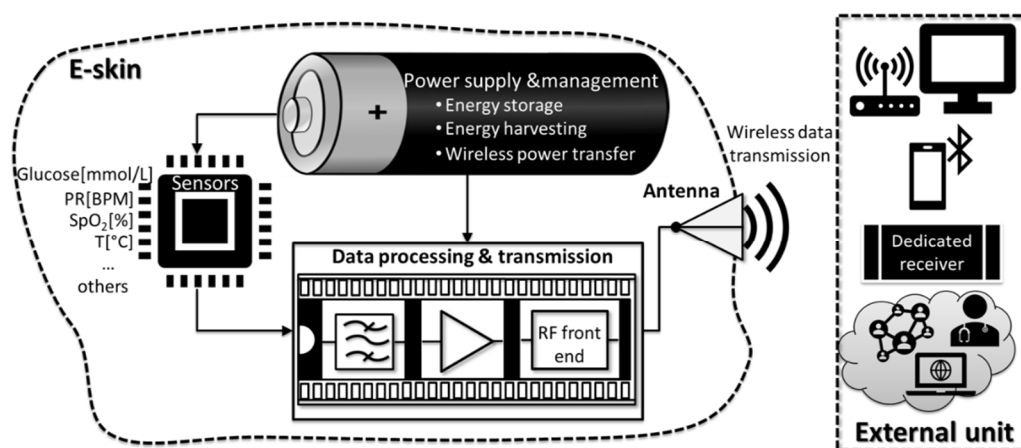 E-skin
Power supply &management
• Energy storage
• Energy harvesting
• Wireless power transfer
+
Glucose[mmol/L]
PR[BPM]
SpO₂[%]
T[°C]
...
others
Sensors
Data processing & transmission
RF front
end
Antenna
Wireless data
transmission
Dedicated
receiver
External unit